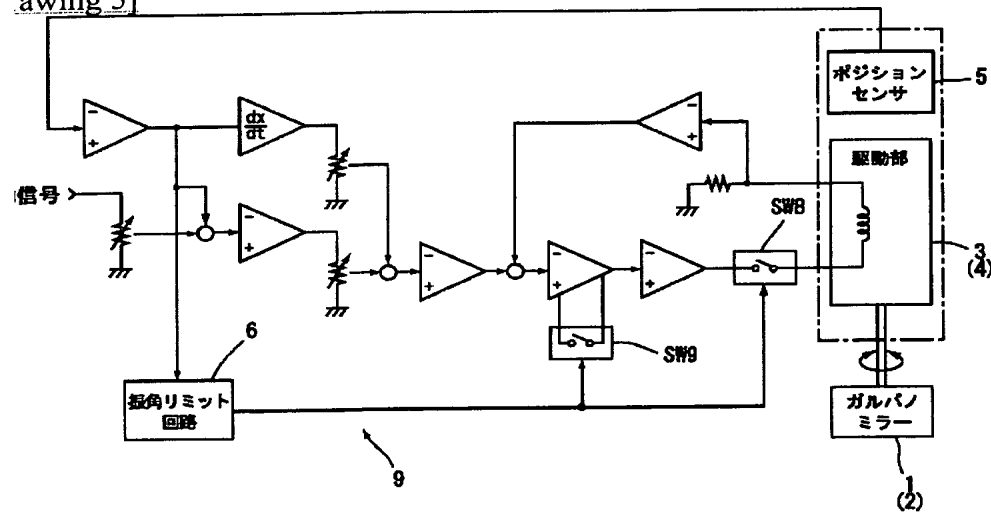 awing 5]
ポジション
センサ
5
dx
dt
駆動部
信号
SW8
3
(4)
6
SW9
振角リミット
回路
ガルバノ
ミラー
9
1
(2)